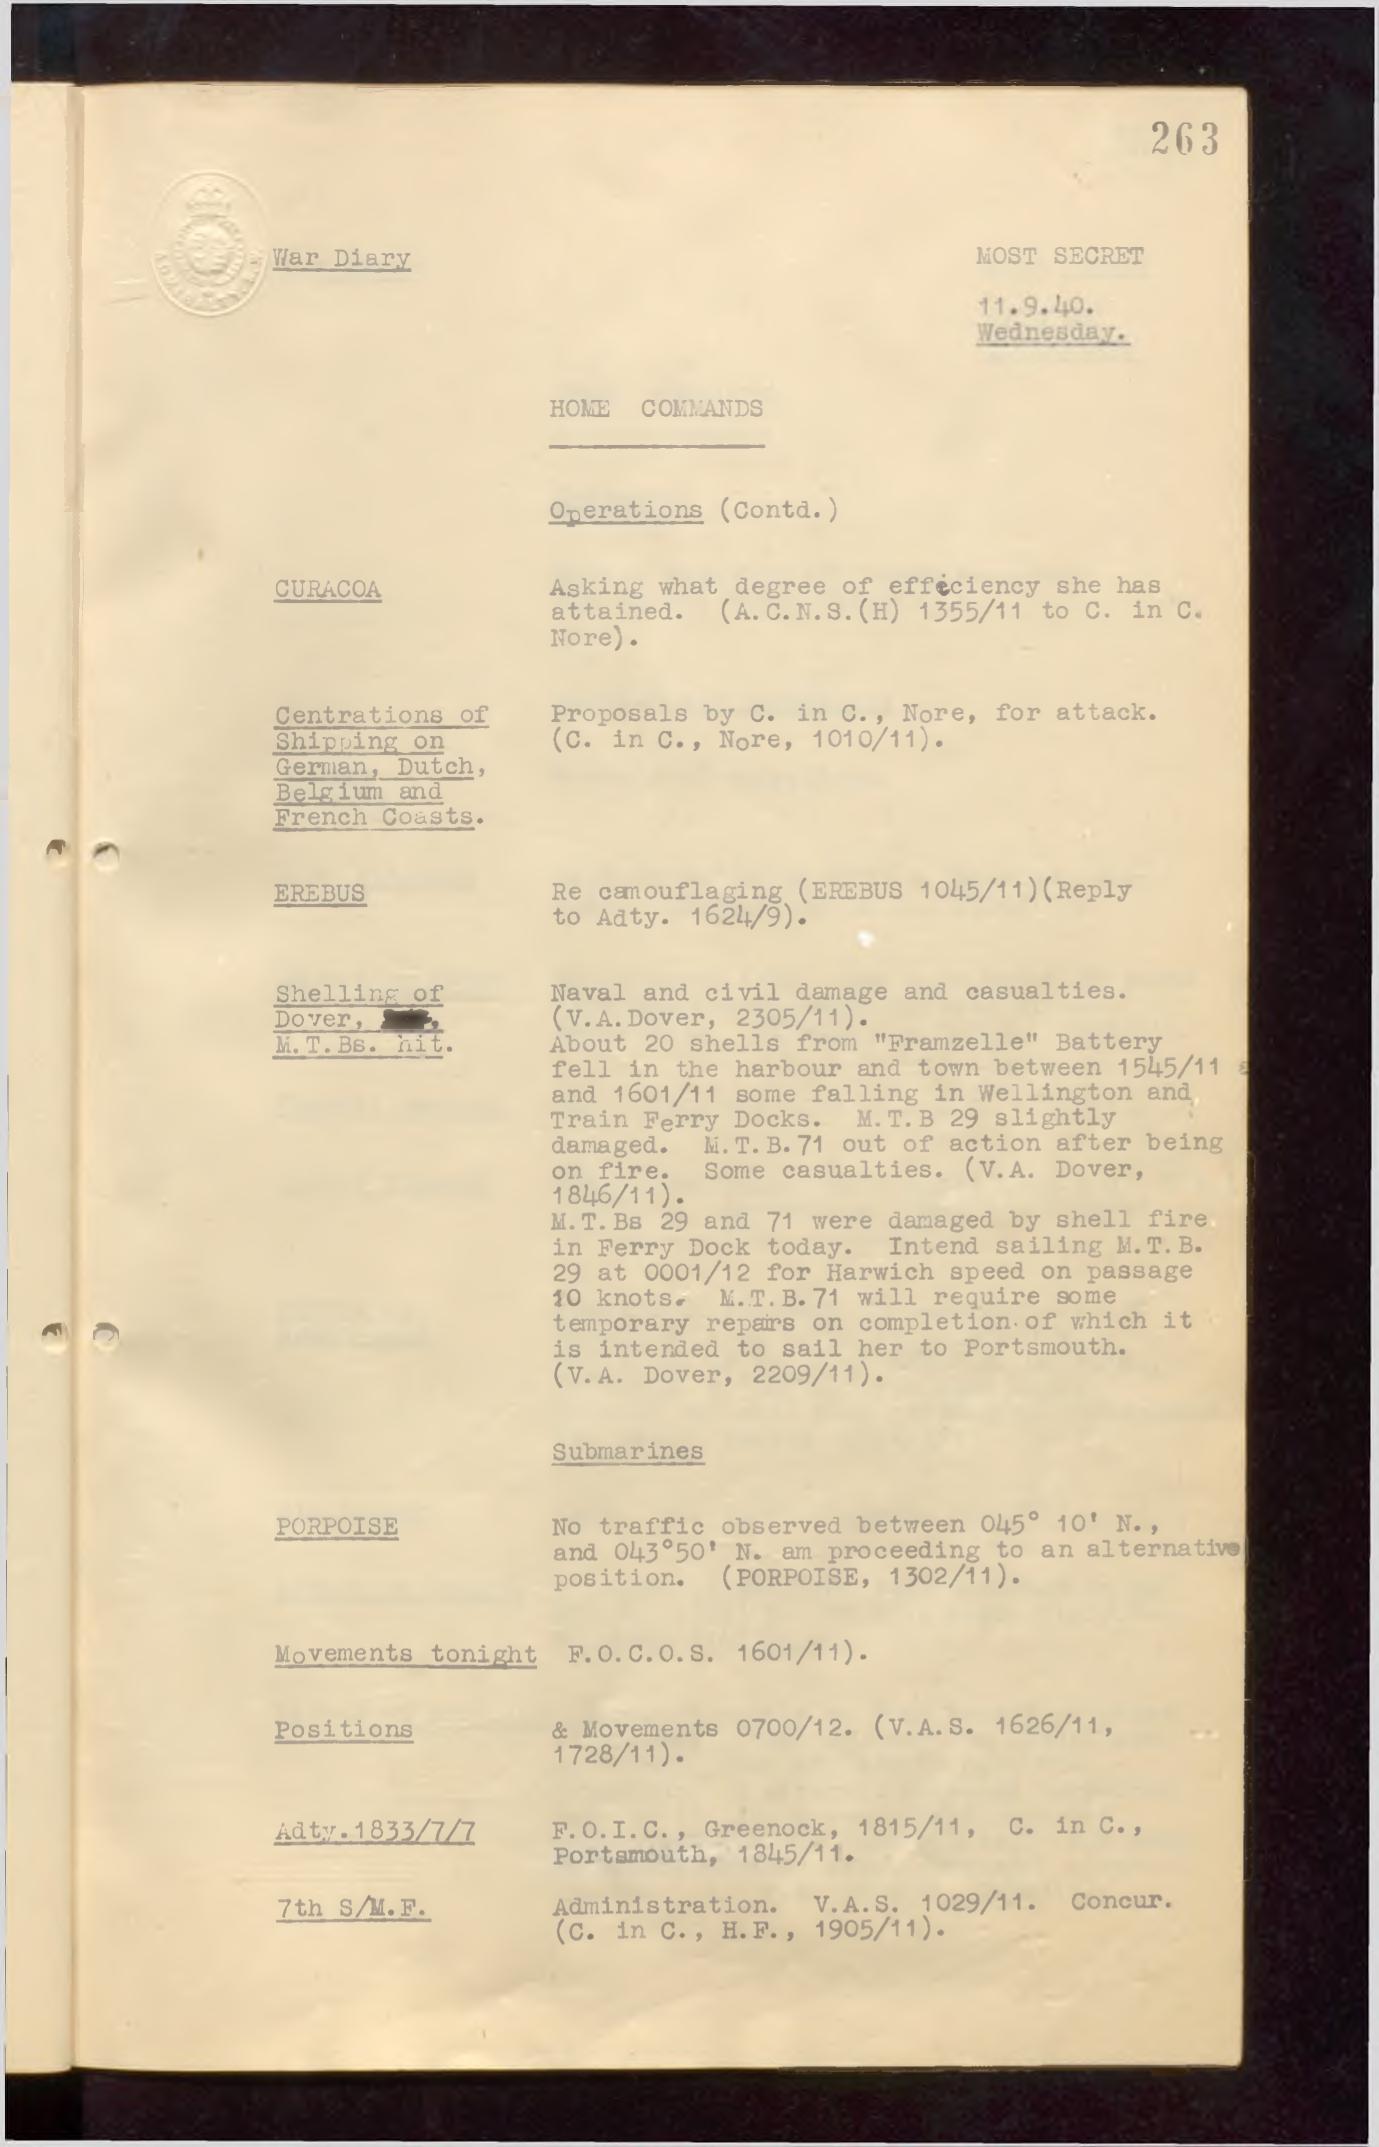 263
War Diary
MOST SECRET
11.9.40.
Wednesday.
HOME COMMANDS
Operations (Contd.)
CURACOA
Asking what degree of efficiency she has
attained. (A.C.N.S.(H) 1355/11 to C. in C.
Nore).
Centrations of
Shipping on
German, Dutch,
Belgium and
French Coasts.
Proposals by C. in C., Nore, for attack.
(C. in C., Nore, 1010/11).
EREBUS
Re camouflaging (EREBUS 1045/11)(Reply
to Adty. 1624/9).
Shelling of
Dover,
M.T.Bs. hit.
Naval and civil damage and casualties.
(V.A.Dover, 2305/11).
About 20 shells from "Framzelle" Battery
fell in the harbour and town between 1545/11
and 1601/11 some falling in Wellington and
Train Ferry Docks. M.T.B 29 slightly
damaged. M.T.B.71 out of action after being
on fire. Some casualties. (V.A. Dover,
1846/11).
M.T.Bs 29 and 71 were damaged by shell fire
in Ferry Dock today. Intend sailing M.T.B.
29 at 0001/12 for Harwich speed on passage
10 knots. M.T.B.71 will require some
temporary repairs on completion of which it
is intended to sail her to Portsmouth.
(V.A. Dover, 2209/11).
Submarines
PORPOISE
No traffic observed between 045° 10' N.,
and 043°50' N. am proceeding to an alternative
position. (PORPOISE, 1302/11).
Movements tonight F.O.C.O.S. 1601/11).
Positions
& Movements 0700/12. (V.A.S. 1626/11,
1728/11).
Adty.1833/7/7
F.O.I.C., Greenock, 1815/11, C. in C.,
Portsmouth, 1845/11.
7th S/M.F.
Administration. V.A.S. 1029/11. Concur.
(C. in C., H.F., 1905/11).